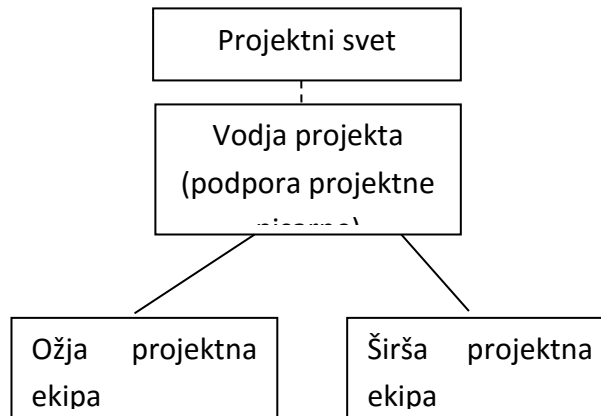 Projektni svet
Vodja projekta
(podpora projektne
Ožja projektna
ekipa
Širša projektna
ekipa